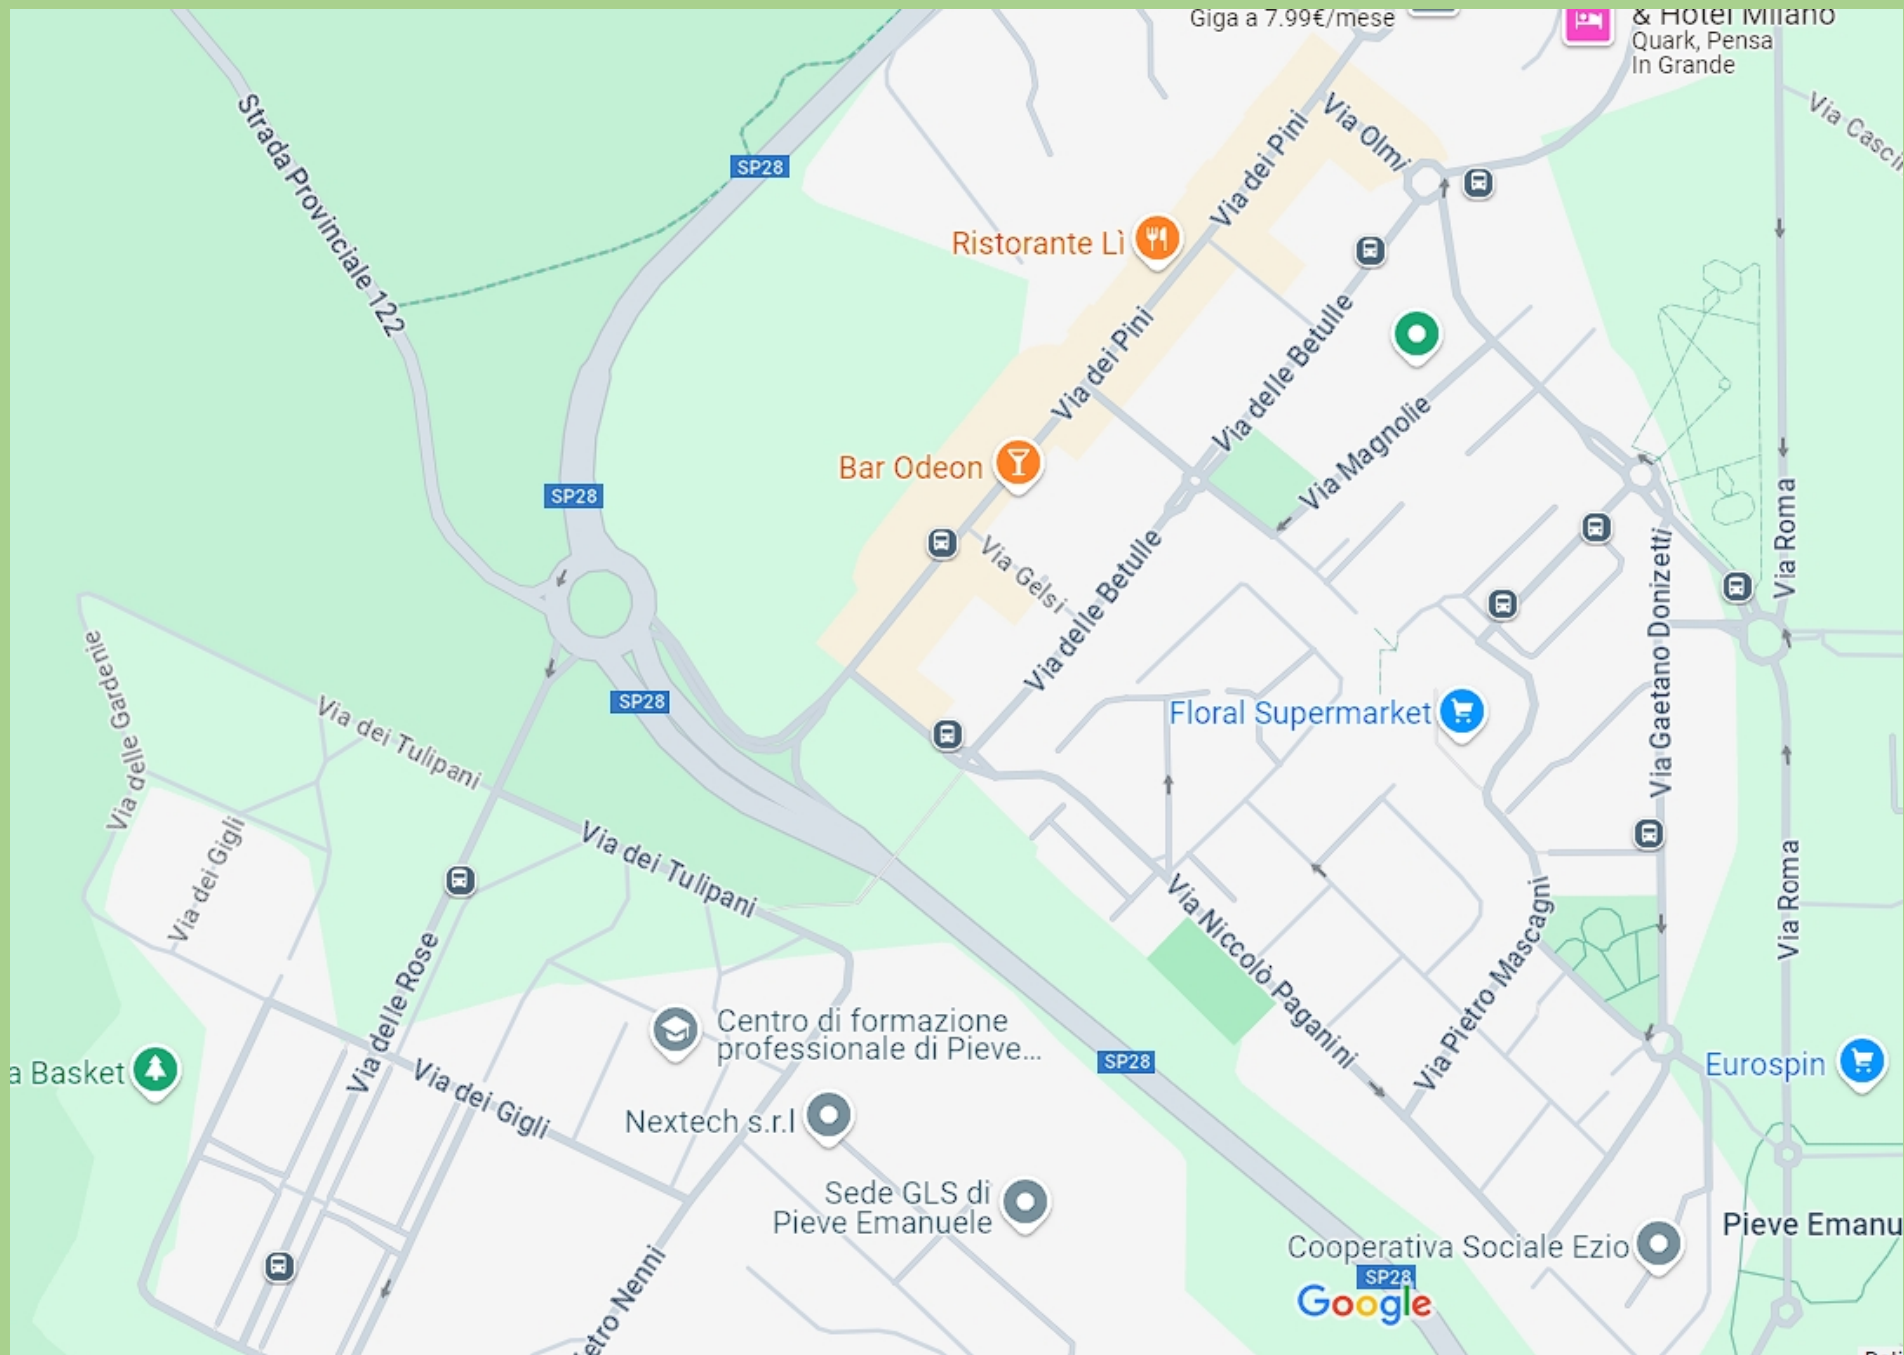 Giga a 7.99€/mese
& Hotel Milano
Quark, Pensa
In Grande
Via Olmi
Via dei Pini
Strada Provinciale 122
SP28
Ristorante Lì
Via dei Pini
Via delle Betulle
Via Magnolie
Bar Odeon
SP28
Via Gelsi
Via delle Betulle
Via Roma
Via Gaetano Donizetti
Via delle Gardenie
Via dei Tulipani
SP28
Floral Supermarket
Via dei Gigli
Via dei Tulipani
Via Roma
Via Niccolò Paganini
Via Pietro Mascagni
Via delle Rose
Centro di formazione
professionale di Pieve...
a Basket
Via dei Gigli
SP28
Eurospin
Nextech s.r.l
Sede GLS di
Pieve Emanuele
Pieve Emanu
Cooperativa Sociale Ezio
SP28
Google
etro Nenni